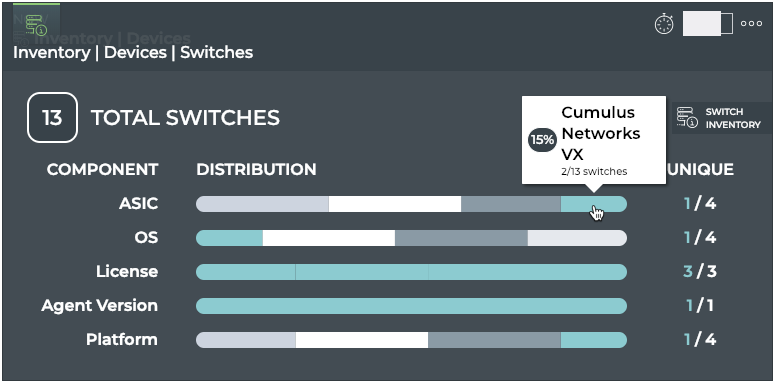 Inventory | Devices
Inventory | Devices | Switches
13 TOTAL SWITCHES
15%
Cumulus
Networks
VX
2/13 switches
SWITCH
INVENTORY
COMPONENT DISTRIBUTION UNIQUE
ASIC 1 / 4
OS 1 / 4
License 3 / 3
Agent Version 1 / 1
Platform 1 / 4